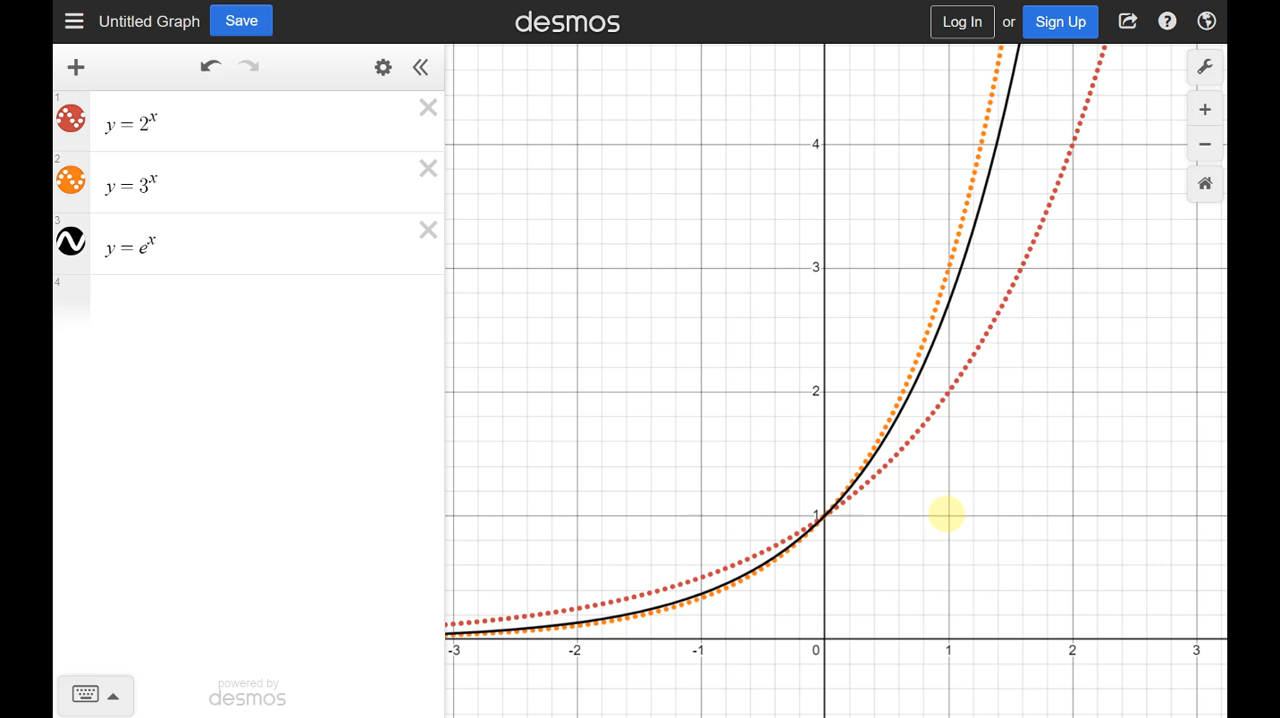 Untitled Graph Save desmos Log In or Sign Up
1
y = 2^x
2
y = 3^x
3
y = e^x
4
4
3
2
1
-3 -2 -1 0 1 2 3
powered by
desmos